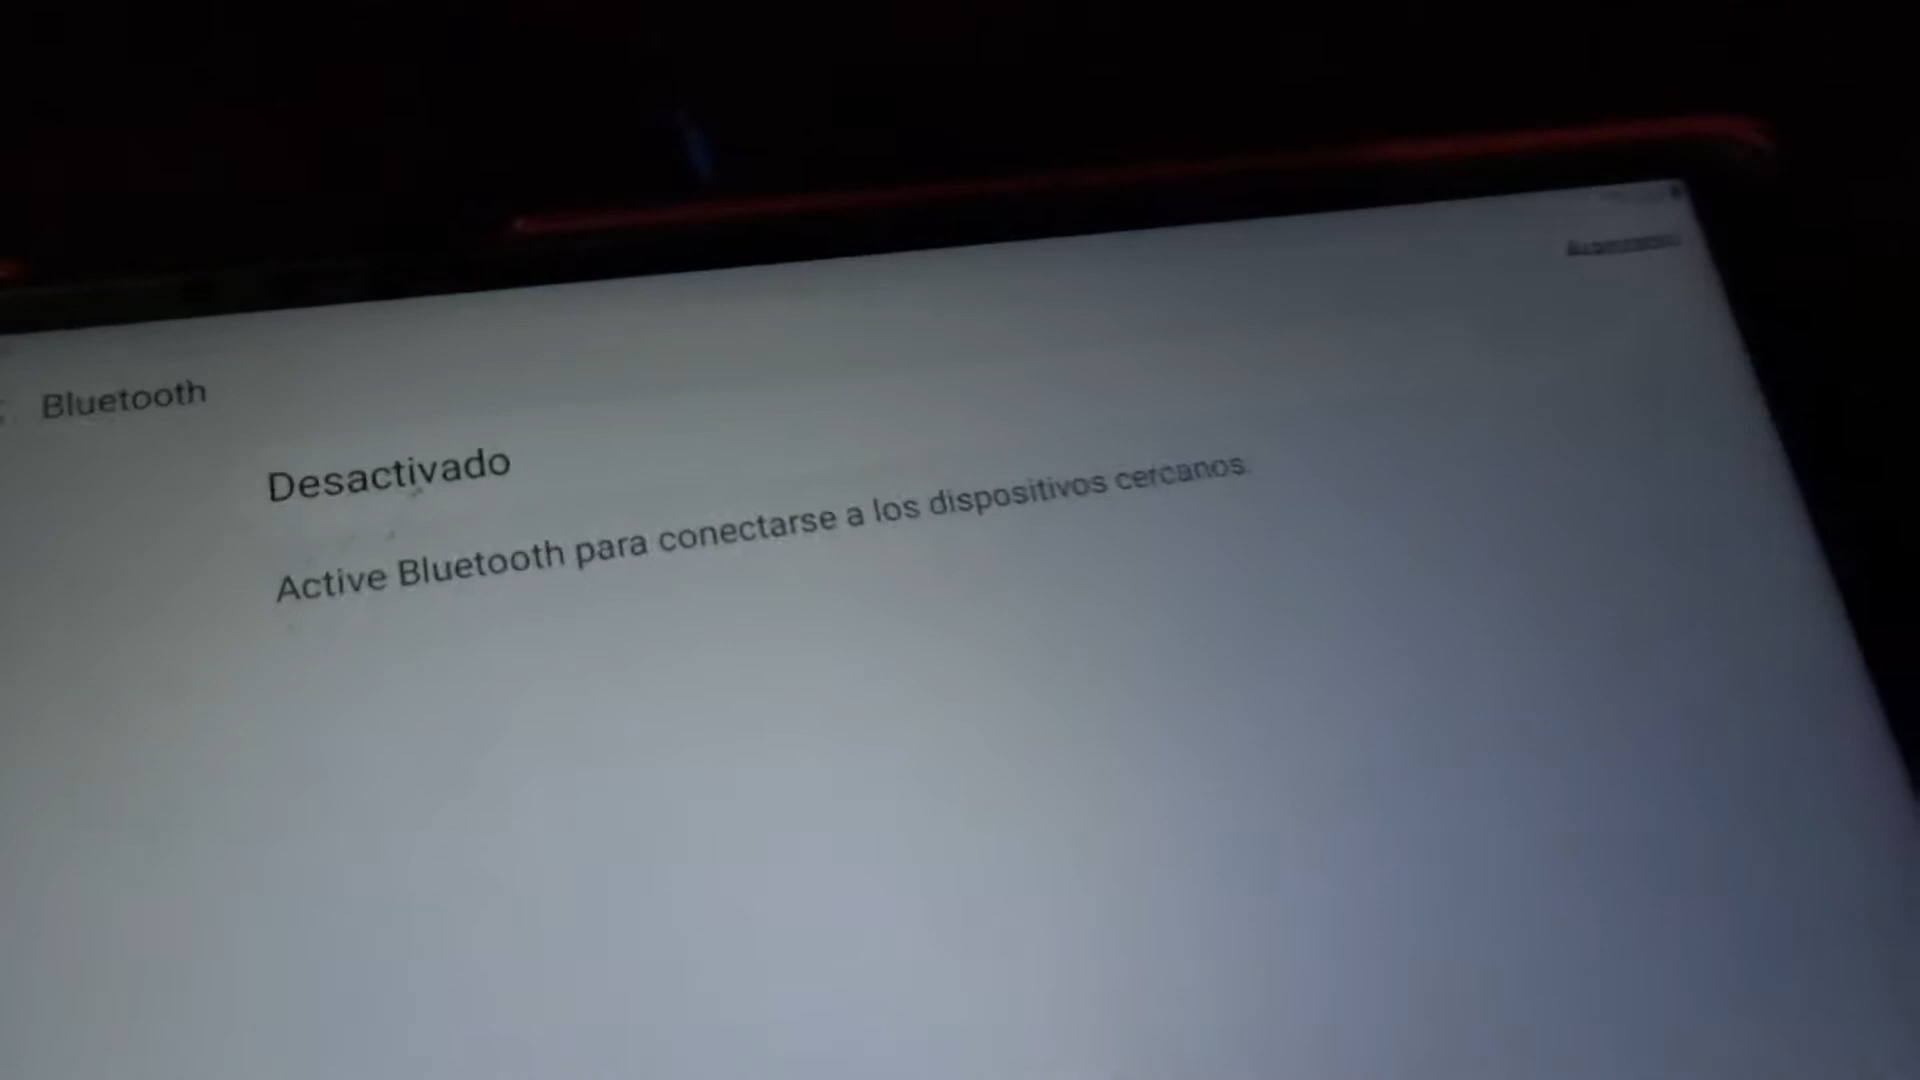 Bluetooth
Desactivado
Active Bluetooth para conectarse a los dispositivos cercanos.